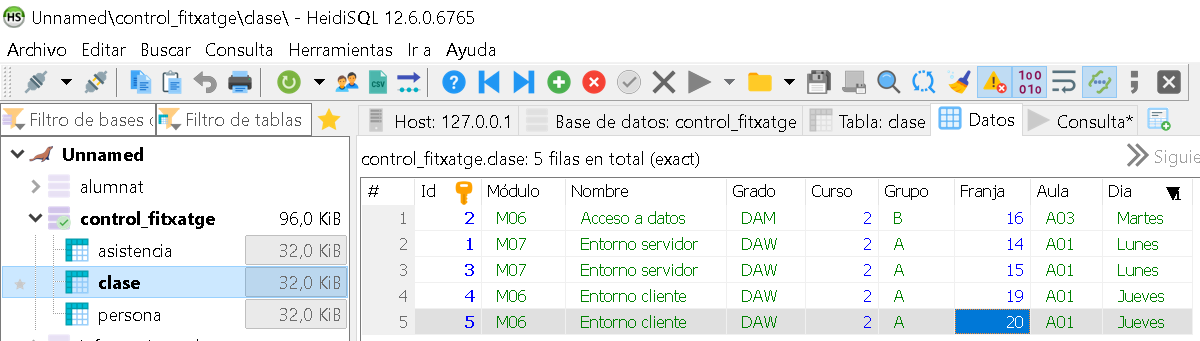 HS Unnamed\control_fitxatge\clase\ - HeidiSQL 12.6.0.6765
Archivo Editar Buscar Consulta Herramientas Ir a Ayuda
Filtro de bases Filtro de tablas Host: 127.0.0.1 Base de datos: control_fitxatge Tabla: clase Datos Consulta*
Unnamed
alumnat
control_fitxatge 96,0 KiB
asistencia 32,0 KiB
clase 32,0 KiB
persona 32,0 KiB
control_fitxatge.clase: 5 filas en total (exact) Siguie
# Id Módulo Nombre Grado Curso Grupo Franja Aula Dia
1 2 M06 Acceso a datos DAM 2 B 16 A03 Martes
2 1 M07 Entorno servidor DAW 2 A 14 A01 Lunes
3 3 M07 Entorno servidor DAW 2 A 15 A01 Lunes
4 4 M06 Entorno cliente DAW 2 A 19 A01 Jueves
5 5 M06 Entorno cliente DAW 2 A 20 A01 Jueves